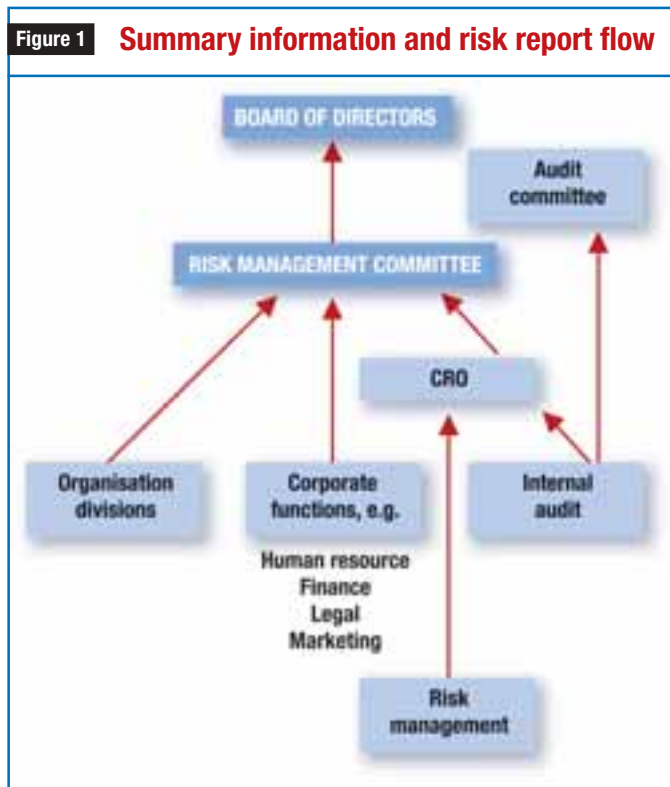 Figure 1 Summary information and risk report flow
BOARD OF DIRECTORS
Audit
committee
RISK MANAGEMENT COMMITTEE
CRO
Organisation
divisions
Corporate
functions, e.g.
Human resource
Finance
Legal
Marketing
Internal
audit
Risk
management